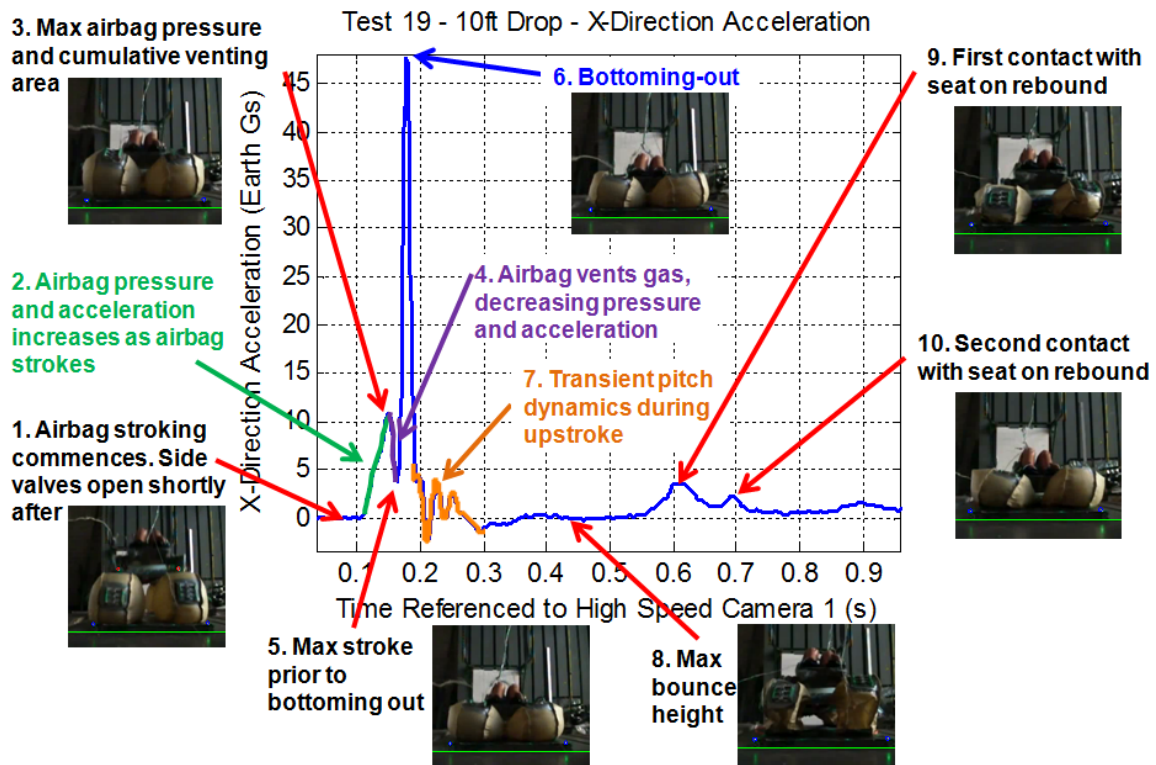 Test 19 - 10ft Drop - X-Direction Acceleration
3. Max airbag pressure
and cumulative venting
area
6. Bottoming-out
9. First contact with
seat on rebound
2. Airbag pressure
and acceleration
increases as airbag
strokes
4. Airbag vents gas,
decreasing pressure
and acceleration
7. Transient pitch
dynamics during
upstroke
10. Second contact
with seat on rebound
1. Airbag stroking
commences. Side
valves open shortly
after
X-Direction Acceleration (Earth Gs)
45
40
35
30
25
20
15
10
5
0
0.1 0.2 0.3 0.4 0.5 0.6 0.7 0.8 0.9
Time Referenced to High Speed Camera 1 (s)
5. Max stroke
prior to
bottoming out
8. Max
bounce
height